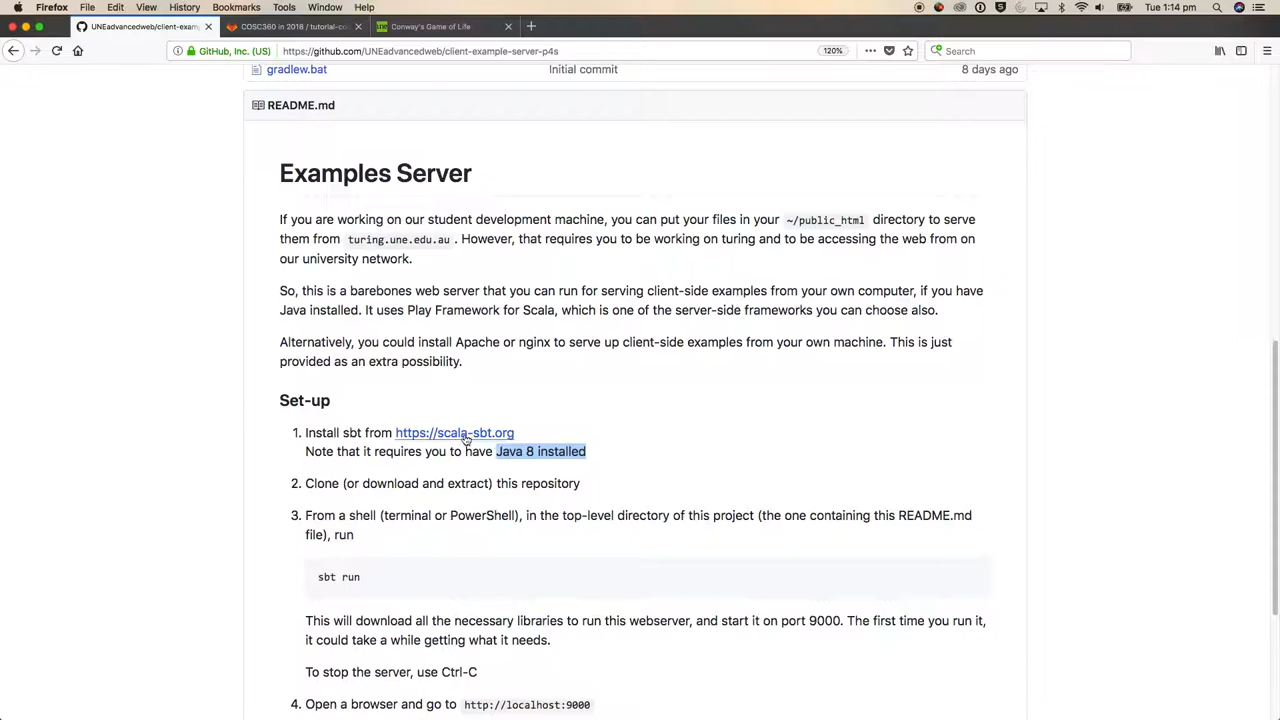 Firefox File Edit View History Bookmarks Tools Window Help Tue 1:14 pm
UNEadvancedweb/client-exam COSC360 in 2018 / tutorial-co Conway's Game of Life
GitHub, Inc. (US) https://github.com/UNEadvancedweb/client-example-server-p4s 120% Search
gradlew.bat Initial commit 8 days ago
README.md
Examples Server
If you are working on our student development machine, you can put your files in your ~/public_html directory to serve
them from turing.une.edu.au . However, that requires you to be working on turing and to be accessing the web from on
our university network.
So, this is a barebones web server that you can run for serving client-side examples from your own computer, if you have
Java installed. It uses Play Framework for Scala, which is one of the server-side frameworks you can choose also.
Alternatively, you could install Apache or nginx to serve up client-side examples from your own machine. This is just
provided as an extra possibility.
Set-up
1. Install sbt from https://scala-sbt.org
Note that it requires you to have Java 8 installed
2. Clone (or download and extract) this repository
3. From a shell (terminal or PowerShell), in the top-level directory of this project (the one containing this README.md
file), run
sbt run
This will download all the necessary libraries to run this webserver, and start it on port 9000. The first time you run it,
it could take a while getting what it needs.
To stop the server, use Ctrl-C
4. Open a browser and go to http://localhost:9000